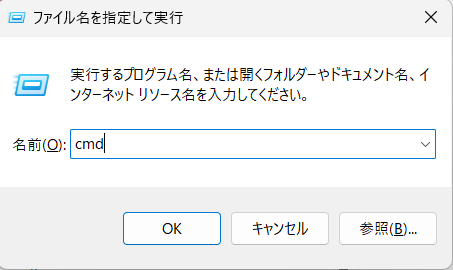 ファイル名を指定して実行
実行するプログラム名、または開くフォルダーやドキュメント名、イ
ンターネット リソース名を入力してください。
名前(O): cmd
OK キャンセル 参照(B)...